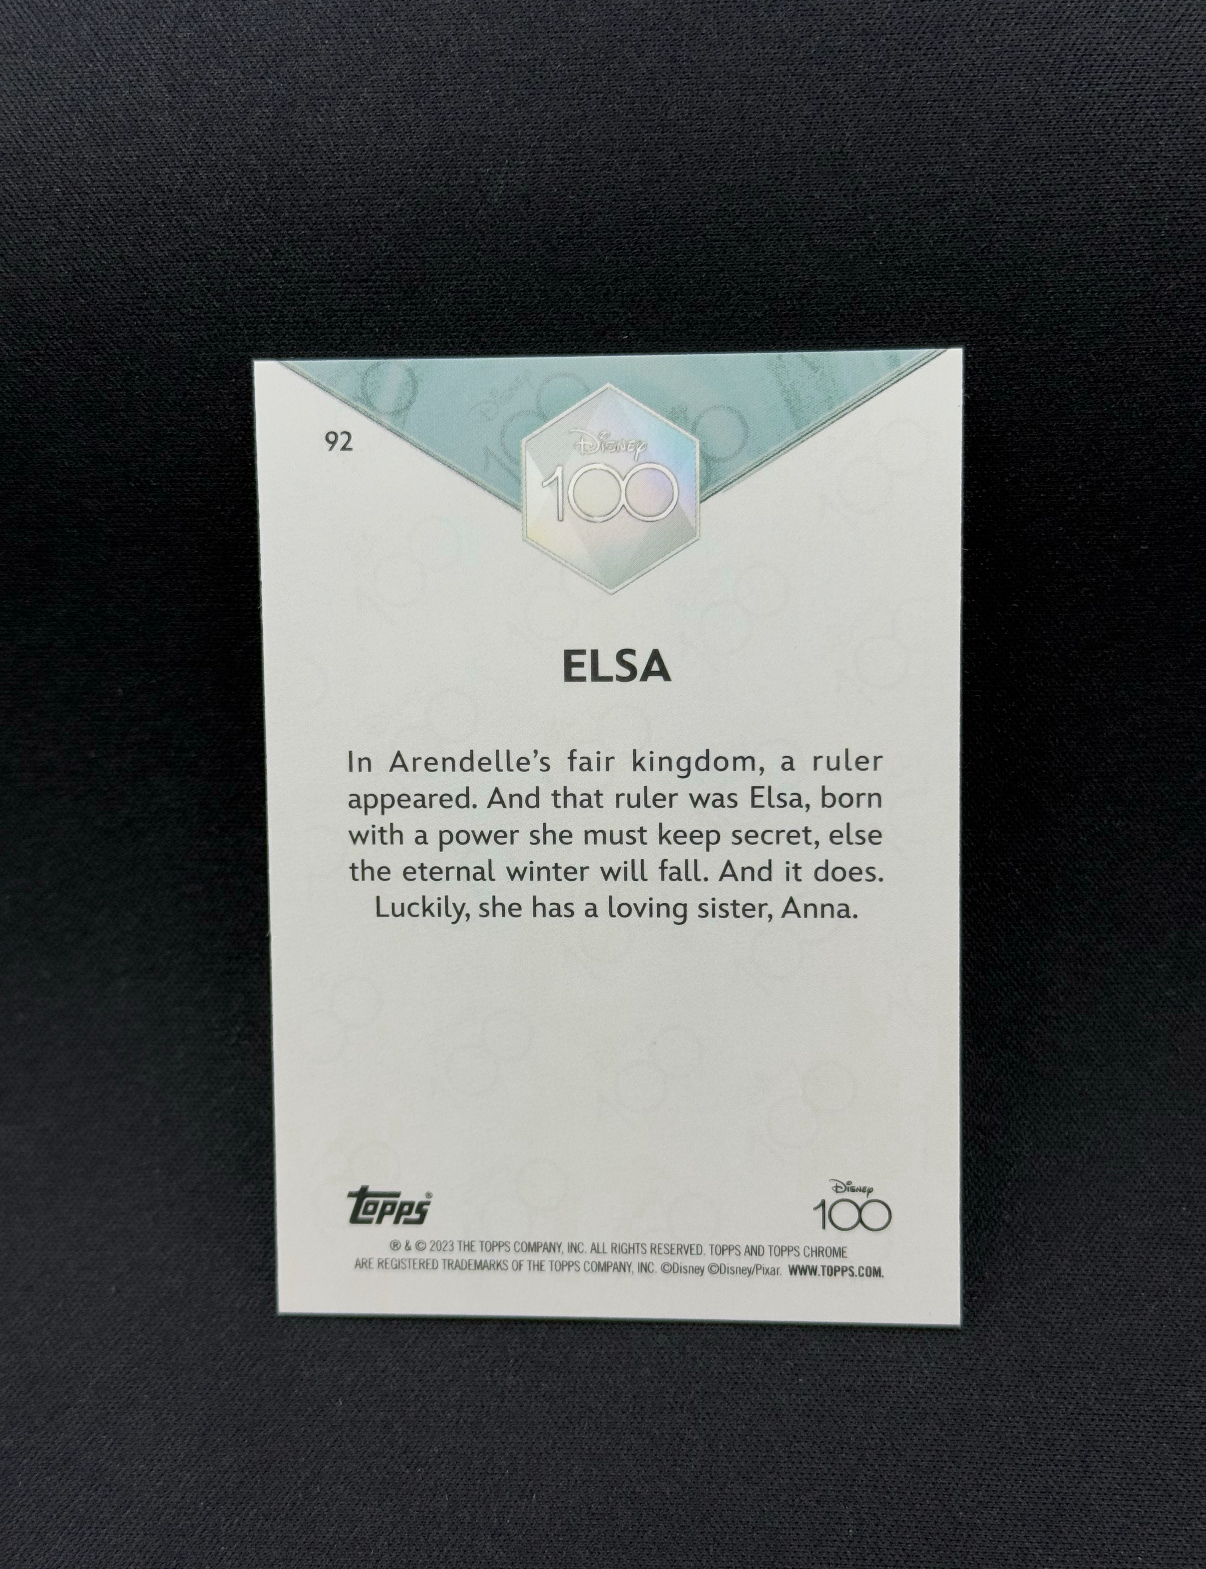 92
Disney
100
ELSA
In Arendelle's fair kingdom, a ruler
appeared. And that ruler was Elsa, born
with a power she must keep secret, else
the eternal winter will fall. And it does.
Luckily, she has a loving sister, Anna.
topps®
Disney
100
® & © 2023 THE TOPPS COMPANY, INC. ALL RIGHTS RESERVED. TOPPS AND TOPPS CHROME
ARE REGISTERED TRADEMARKS OF THE TOPPS COMPANY, INC. ©Disney ©Disney/Pixar. WWW.TOPPS.COM.